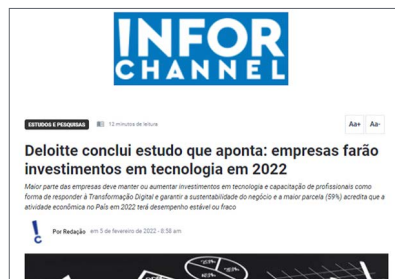 INFOR
CHANNEL
ESTUDOS E PESQUISAS 12 minutos de leitura Aa+ Aa-
Deloitte conclui estudo que aponta: empresas farão
investimentos em tecnologia em 2022
Maior parte das empresas deve manter ou aumentar investimentos em tecnologia e capacitação de profissionais como
forma de responder à Transformação Digital e garantir a sustentabilidade do negócio e a maior parcela (59%) acredita que a
atividade econômica no País em 2022 terá desempenho estável ou fraco
Por Redação em 5 de fevereiro de 2022 - 8:58 am